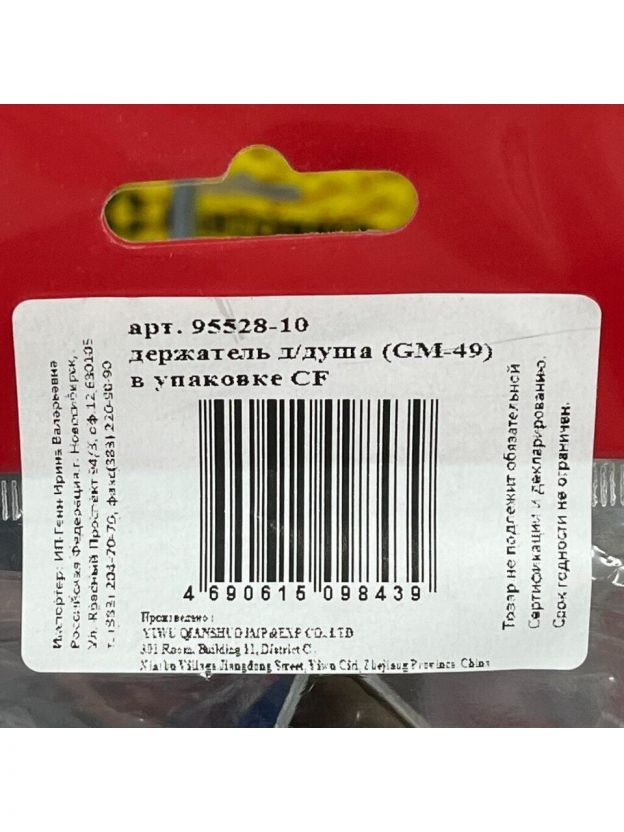 арт. 95528-10
держатель д/душа (GM-49)
в упаковке CF
4 690615 098439
Произведено:
YIWU QIANSHUO IMP&EXP CO. LTD
301 Room, Building 11, District C.
Village Jiangdong Street, Yiwu Citi, Zhejiang Province. China
Импортер: ИП Генн Ирина Валерьевна
Российская Федерация г. Новосибирск,
Ул. Красный Проспект 94/3, оф.12 630105
т.(383) 204-70-70, факс(383) 220-90-90
Товар не подлежит обязательной
Сертификации и Декларированию.
Срок годности не ограничен.